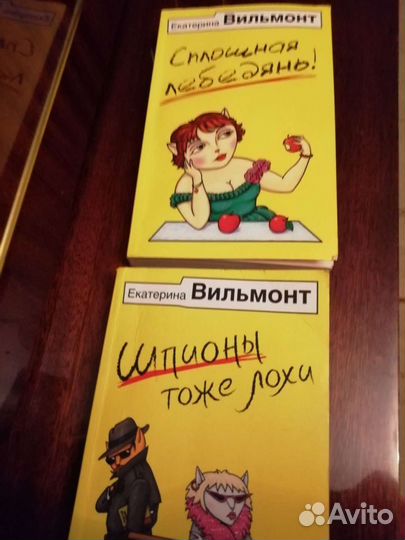 Екатерина Вильмонт
Сплошная
лебедянь!
Екатерина Вильмонт
Шпионы
тоже лохи
Avito